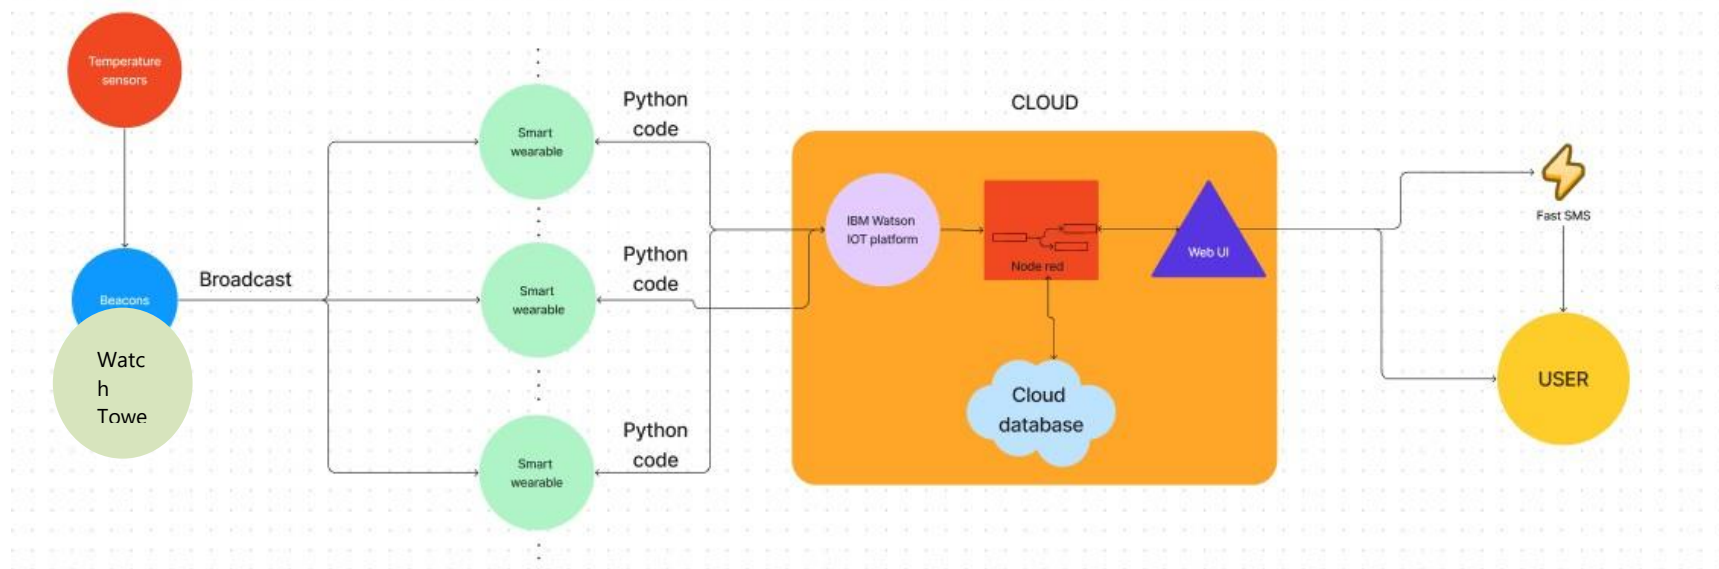 Temperature
sensors
Beacons
Watc
h
Towe
Broadcast
Smart
wearable
Smart
wearable
Smart
wearable
Python
code
Python
code
Python
code
CLOUD
IBM Watson
IOT platform
Node red
Web UI
Cloud
database
Fast SMS
USER